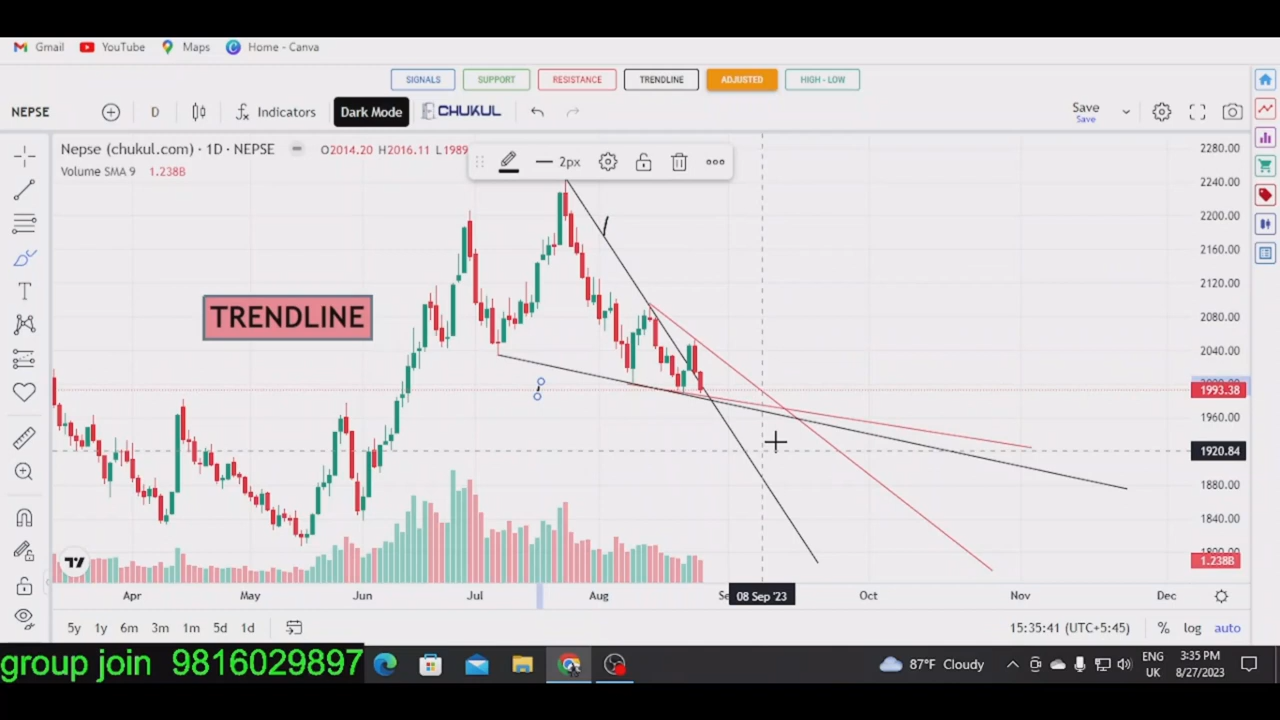 Gmail YouTube Maps Home - Canva
SIGNALS SUPPORT RESISTANCE TRENDLINE ADJUSTED HIGH - LOW
NEPSE D Indicators Dark Mode CHUKUL Save
Save
Nepse (chukul.com) · 1D · NEPSE O2014.20 H2016.11 L1989
2px
Volume SMA 9 1.238B
TRENDLINE
2280.00
2240.00
2200.00
2160.00
2120.00
2080.00
2040.00
1993.38
1960.00
1920.84
1880.00
1840.00
1800.00
1.238B
Apr May Jun Jul Aug 08 Sep '23 Oct Nov Dec
5y 1y 6m 3m 1m 5d 1d 15:35:41 (UTC+5:45) % log auto
group join 9816029897 87°F Cloudy ENG 3:35 PM
UK 8/27/2023